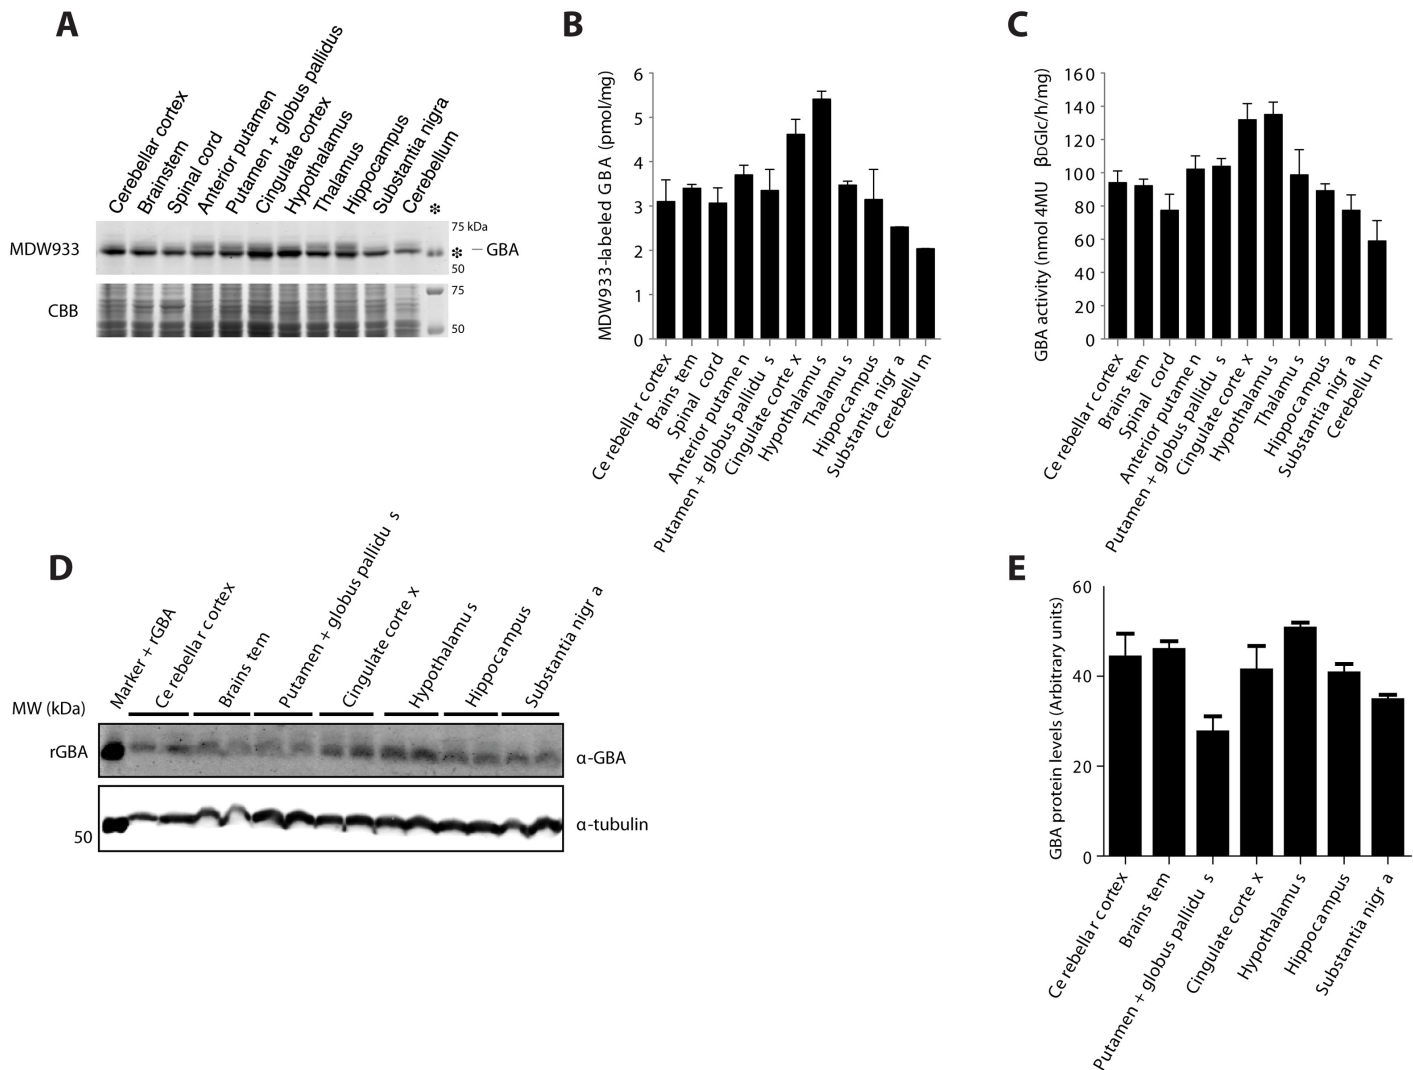 A
Cerebellar cortex
Brainstem
Spinal cord
Anterior putamen
Putamen + globus pallidus
Cingulate cortex
Hypothalamus
Thalamus
Hippocampus
Substantia nigra
Cerebellum
*
75 kDa
MDW933
* – GBA
50
75
CBB
50
B
MDW933-labeled GBA (pmol/mg)
6
5
4
3
2
1
0
Ce rebella r cortex
Brains tem
Spinal cord
Anterior putame n
Putamen + globus pallidu s
Cingulate corte x
Hypothalamu s
Thalamu s
Hippocampus
Substantia nigr a
Cerebellu m
C
GBA activity (nmol 4MU βDGlc/h/mg)
160
140
120
100
80
60
40
20
0
Ce rebella r cortex
Brains tem
Spinal cord
Anterior putame n
Putamen + globus pallidu s
Cingulate corte x
Hypothalamu s
Thalamu s
Hippocampus
Substantia nigr a
Cerebellu m
D
Marker + rGBA
Ce rebella r cortex
Brains tem
Putamen + globus pallidu s
Cingulate corte x
Hypothalamu s
Hippocampus
Substantia nigr a
MW (kDa)
rGBA
α-GBA
50
α-tubulin
E
GBA protein levels (Arbitrary units)
60
40
20
0
Ce rebella r cortex
Brains tem
Putamen + globus pallidu s
Cingulate corte x
Hypothalamu s
Hippocampus
Substantia nigr a